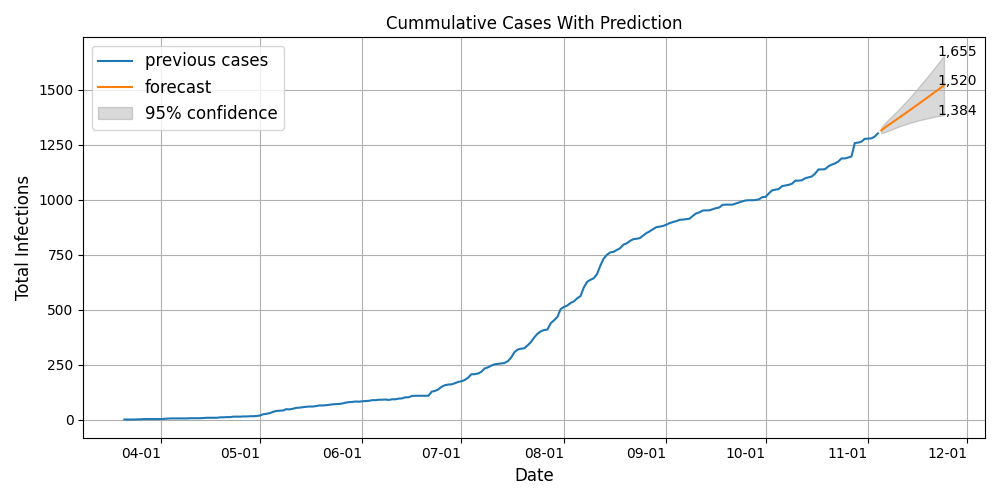 Cummulative Cases With Prediction
previous cases
forecast
95% confidence
1,655
1,520
1,384
1500
1250
1000
750
500
250
0
Total Infections
04-01 05-01 06-01 07-01 08-01 09-01 10-01 11-01 12-01
Date